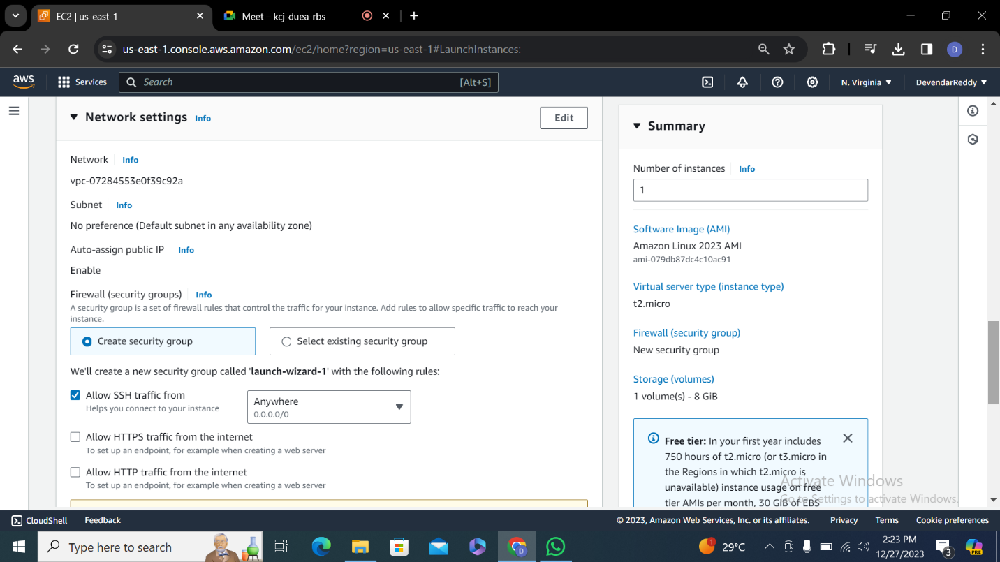 EC2 | us-east-1
Meet – kcj-duea-rbs
us-east-1.console.aws.amazon.com/ec2/home?region=us-east-1#LaunchInstances:
D
aws
Services
Search
[Alt+S]
N. Virginia
DevendarReddy
Network settings Info
Edit
Network Info
vpc-07284553e0f39c92a
Subnet Info
No preference (Default subnet in any availability zone)
Auto-assign public IP Info
Enable
Firewall (security groups) Info
A security group is a set of firewall rules that control the traffic for your instance. Add rules to allow specific traffic to reach your
instance.
Create security group
Select existing security group
We'll create a new security group called 'launch-wizard-1' with the following rules:
Allow SSH traffic from
Helps you connect to your instance
Anywhere
0.0.0.0/0
Allow HTTPS traffic from the internet
To set up an endpoint, for example when creating a web server
Allow HTTP traffic from the internet
To set up an endpoint, for example when creating a web server
Summary
Number of instances Info
1
Software Image (AMI)
Amazon Linux 2023 AMI
ami-079db87dc4c10ac91
Virtual server type (instance type)
t2.micro
Firewall (security group)
New security group
Storage (volumes)
1 volume(s) - 8 GiB
Free tier: In your first year includes
750 hours of t2.micro (or t3.micro in
the Regions in which t2.micro is
unavailable) instance usage on free
tier AMIs per month, 30 GiB of EBS
Activate Windows
Go to Settings to activate Windows.
CloudShell
Feedback
© 2023, Amazon Web Services, Inc. or its affiliates.
Privacy
Terms
Cookie preferences
Type here to search
D
1
29°C
2:23 PM
12/27/2023
3
PRE